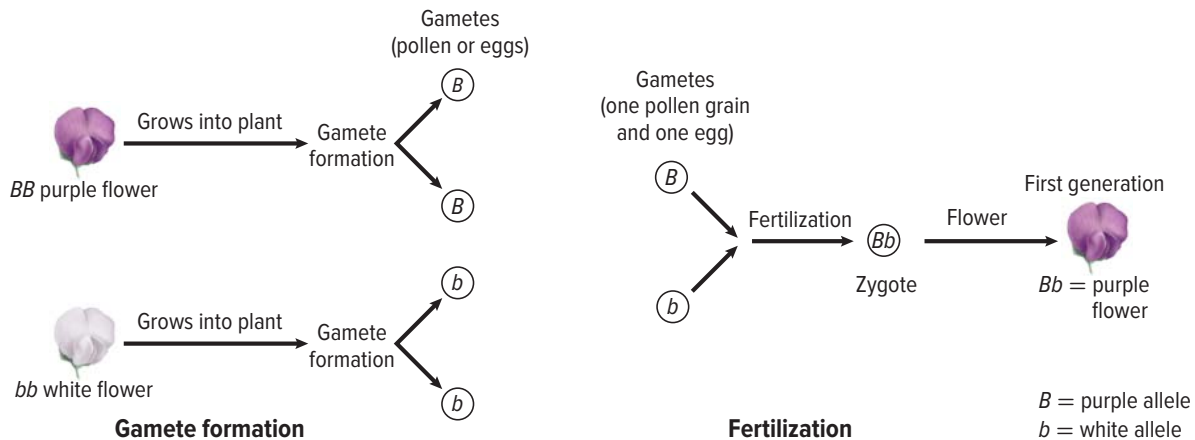 Gametes
(pollen or eggs)
B
Grows into plant
Gamete
formation
BB purple flower
B
b
Grows into plant
Gamete
formation
bb white flower
b
Gamete formation
Gametes
(one pollen grain
and one egg)
B
First generation
Fertilization
Bb
Flower
Zygote
b
Bb = purple
flower
Fertilization
B = purple allele
b = white allele